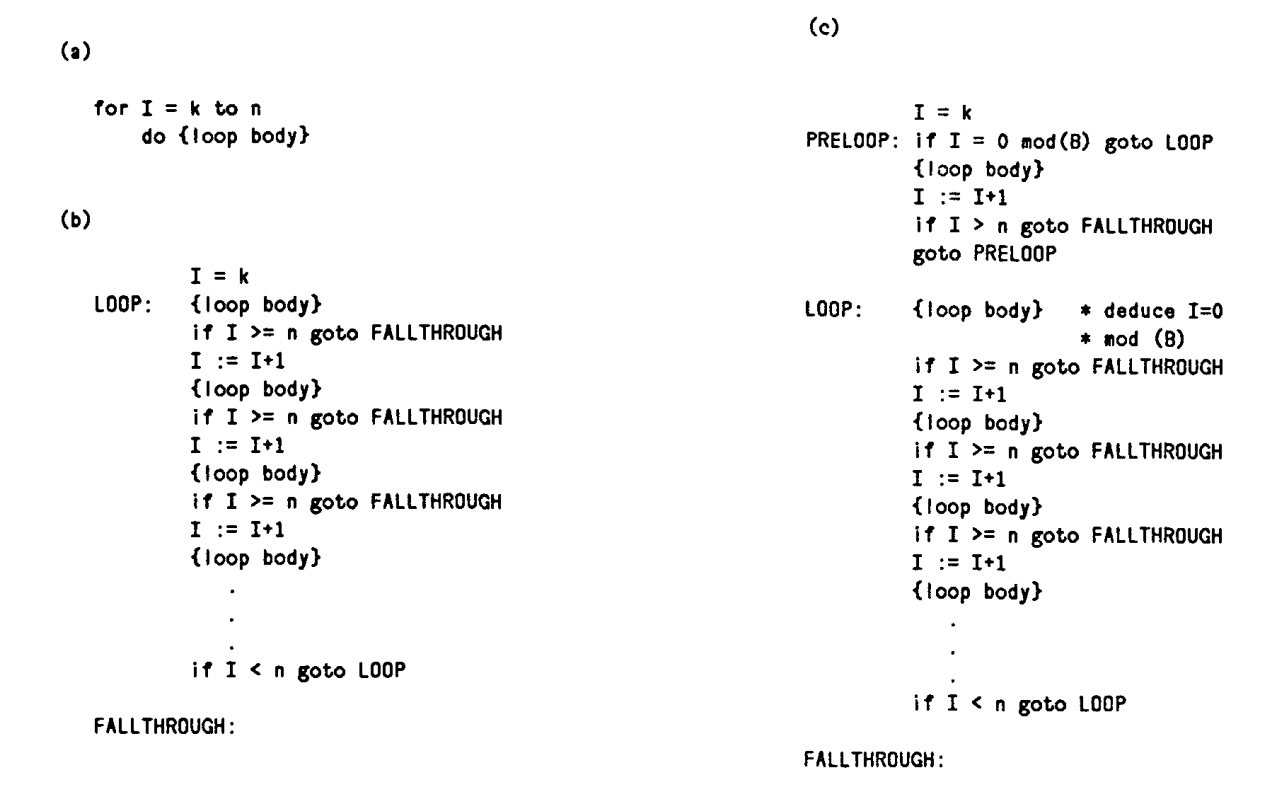 (a)
for I = k to n
do {loop body}
(b)
I = k
LOOP: {loop body}
if I >= n goto FALLTHROUGH
I := I+1
{loop body}
if I >= n goto FALLTHROUGH
I := I+1
{loop body}
if I >= n goto FALLTHROUGH
I := I+1
{loop body}
.
.
.
if I < n goto LOOP
FALLTHROUGH:
(c)
I = k
PRELOOP: if I = 0 mod(B) goto LOOP
{loop body}
I := I+1
if I > n goto FALLTHROUGH
goto PRELOOP
LOOP: {loop body} * deduce I=0
* mod (B)
if I >= n goto FALLTHROUGH
I := I+1
{loop body}
if I >= n goto FALLTHROUGH
I := I+1
{loop body}
if I >= n goto FALLTHROUGH
I := I+1
{loop body}
.
.
.
if I < n goto LOOP
FALLTHROUGH: